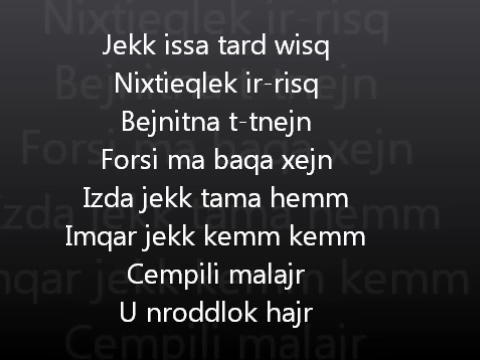 Jekk issa tard wisq
Nixtieqlek ir-risq
Bejnitna t-tnejn
Forsi ma baqa xejn
Izda jekk tama hemm
Imqar jekk kemm kemm
Cempili malajr
U nroddlok hajr